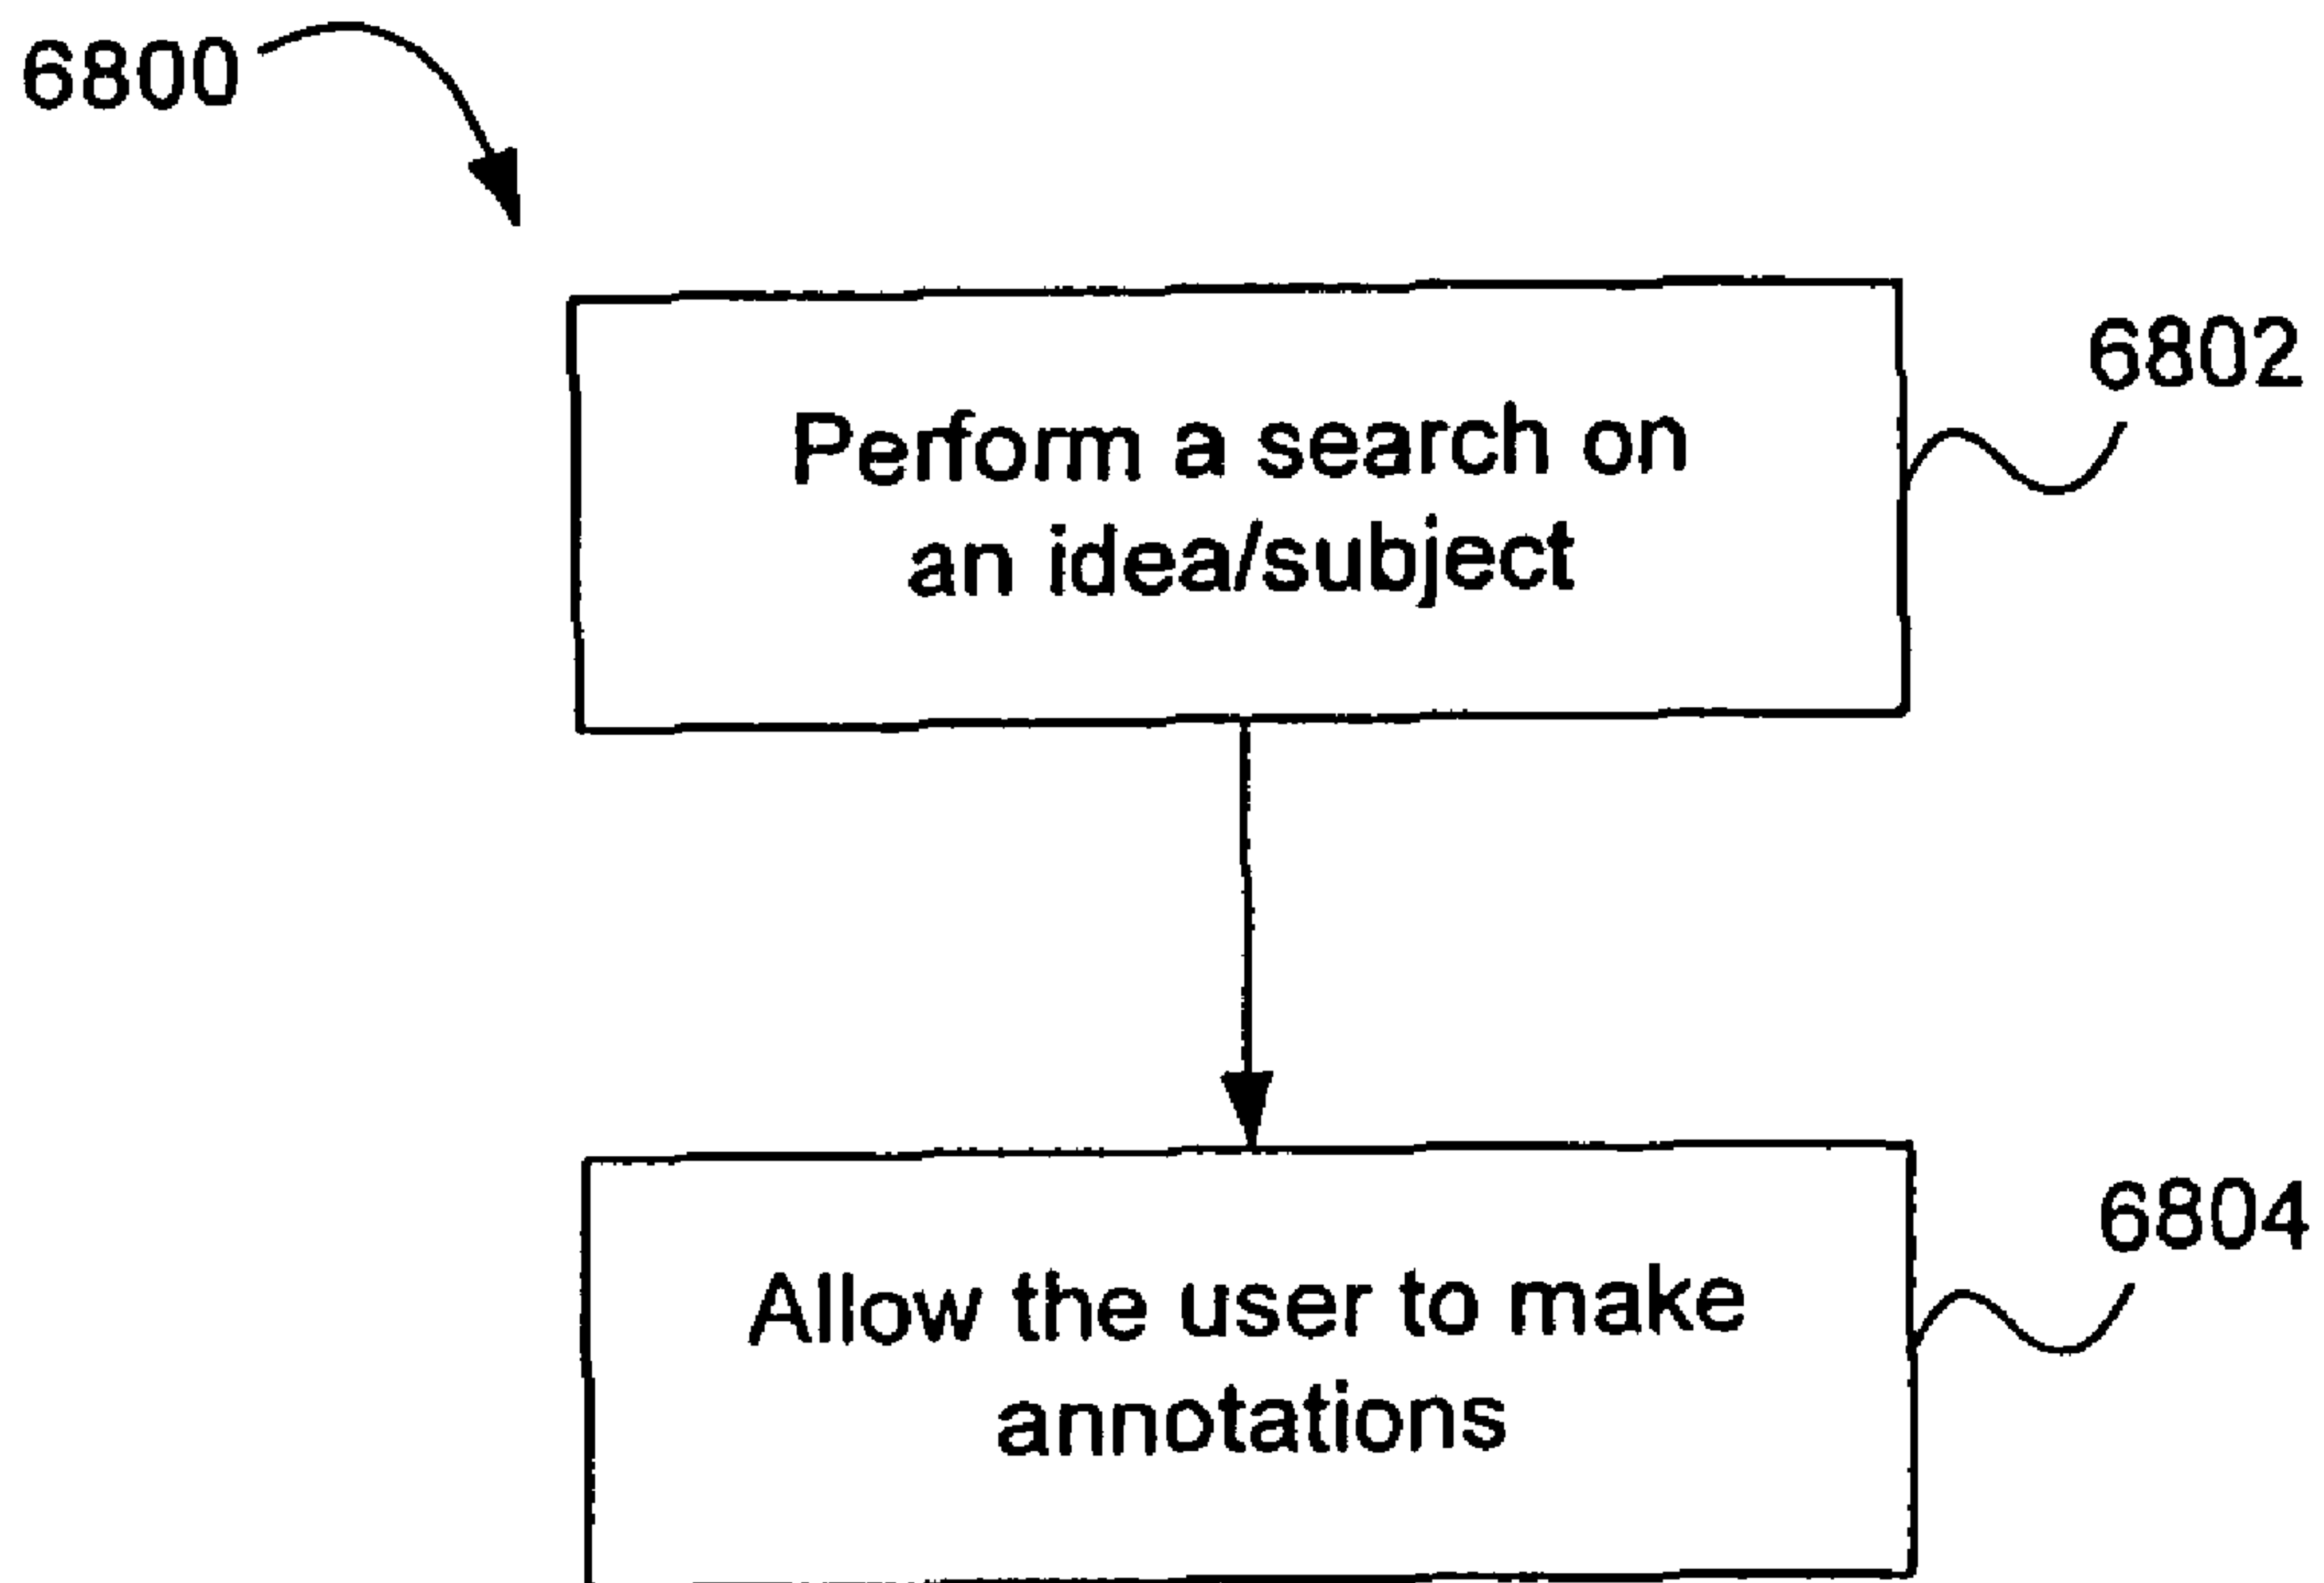 6800
6802
Perform a search on
an idea/subject
6804
Allow the user to make
annotations